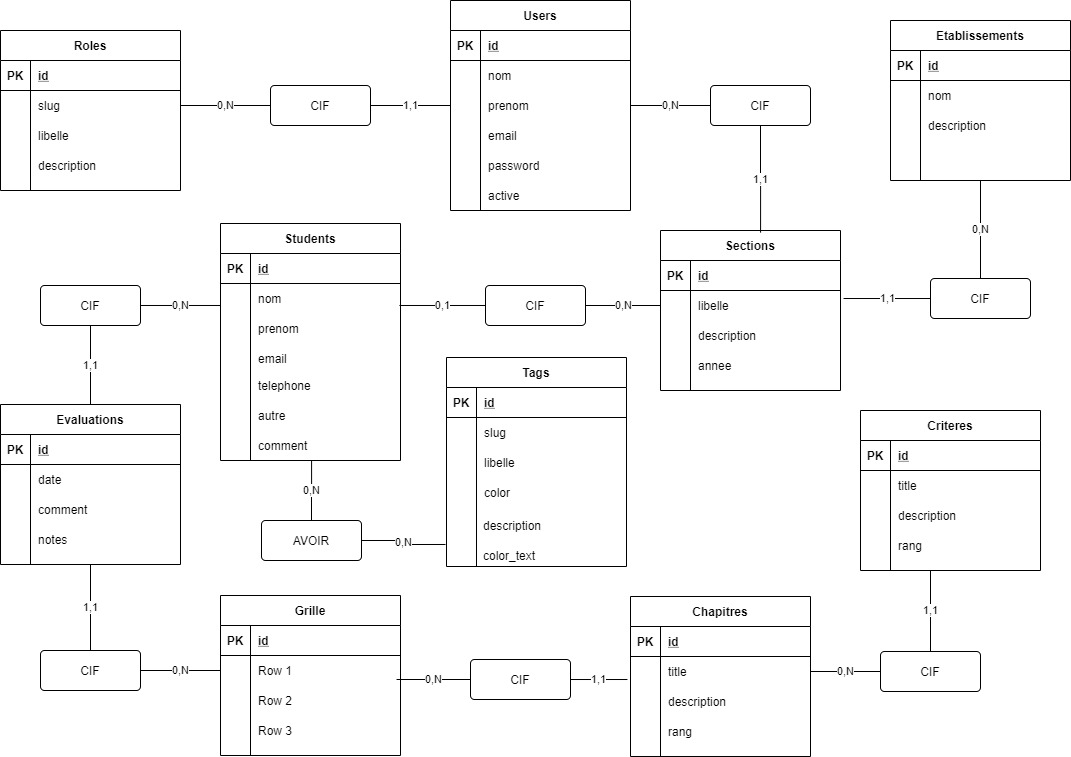 Roles
PK id
slug
libelle
description
0,N
CIF
1,1
Users
PK id
nom
prenom
email
password
active
0,N
CIF
1,1
Etablissements
PK id
nom
description
0,N
CIF
1,1
Sections
PK id
libelle
description
annee
0,N
CIF
0,1
Students
PK id
nom
prenom
email
telephone
autre
comment
0,N
CIF
1,1
0,N
AVOIR
0,N
Tags
PK id
slug
libelle
color
description
color_text
Evaluations
PK id
date
comment
notes
1,1
CIF
0,N
Grille
PK id
Row 1
Row 2
Row 3
0,N
CIF
1,1
Chapitres
PK id
title
description
rang
0,N
CIF
1,1
Criteres
PK id
title
description
rang